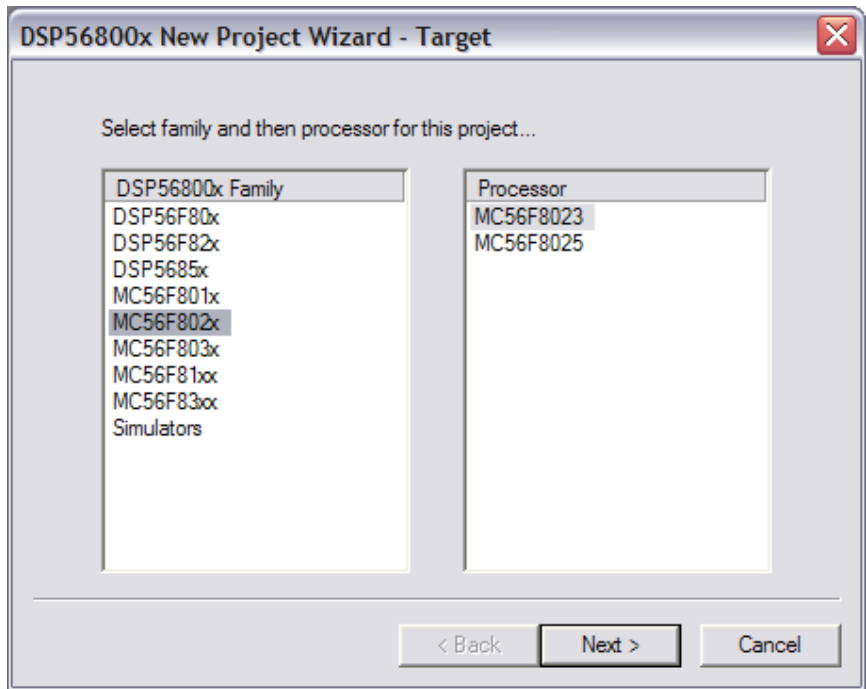 DSP56800x New Project Wizard - Target
Select family and then processor for this project...
DSP56800x Family
DSP56F80x
DSP56F82x
DSP5685x
MC56F801x
MC56F802x
MC56F803x
MC56F81xx
MC56F83xx
Simulators
Processor
MC56F8023
MC56F8025
< Back
Next >
Cancel